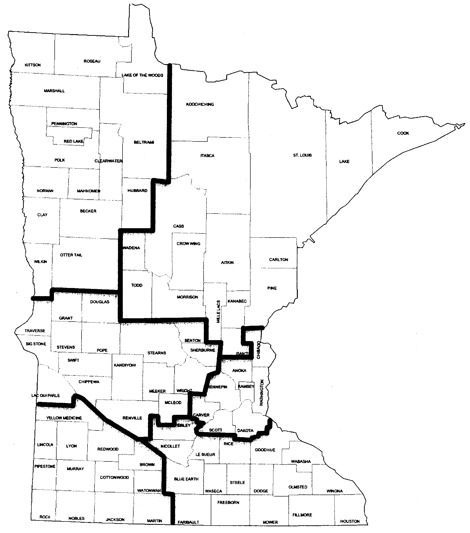 KITTSON
ROSEAU
LAKE OF THE WOODS
MARSHALL
KOOCHICHING
PENNINGTON
RED LAKE
BELTRAMI
COOK
POLK
CLEARWATER
ITASCA
ST. LOUIS
LAKE
NORMAN
MAHNOMEN
HUBBARD
CLAY
BECKER
CASS
WADENA
CROW WING
OTTER TAIL
WILKIN
AITKIN
CARLTON
TODD
PINE
MORRISON
MILLE LACS
KANABEC
DOUGLAS
GRANT
TRAVERSE
BIG STONE
STEVENS
POPE
STEARNS
BENTON
SHERBURNE
CHISAGO
SWIFT
KANDIYOHI
ANOKA
CHIPPEWA
MEEKER
WRIGHT
HENNEPIN
RAMSEY
WASHINGTON
LAC QUI PARLE
MCLEOD
CARVER
RENVILLE
SCOTT
DAKOTA
YELLOW MEDICINE
SIBLEY
LINCOLN
LYON
REDWOOD
NICOLLET
LE SUEUR
RICE
GOODHUE
WABASHA
PIPESTONE
MURRAY
BROWN
COTTONWOOD
BLUE EARTH
STEELE
WATONWAN
WASECA
DODGE
OLMSTED
WINONA
FREEBORN
ROCK
NOBLES
JACKSON
MARTIN
FARIBAULT
MOWER
FILLMORE
HOUSTON